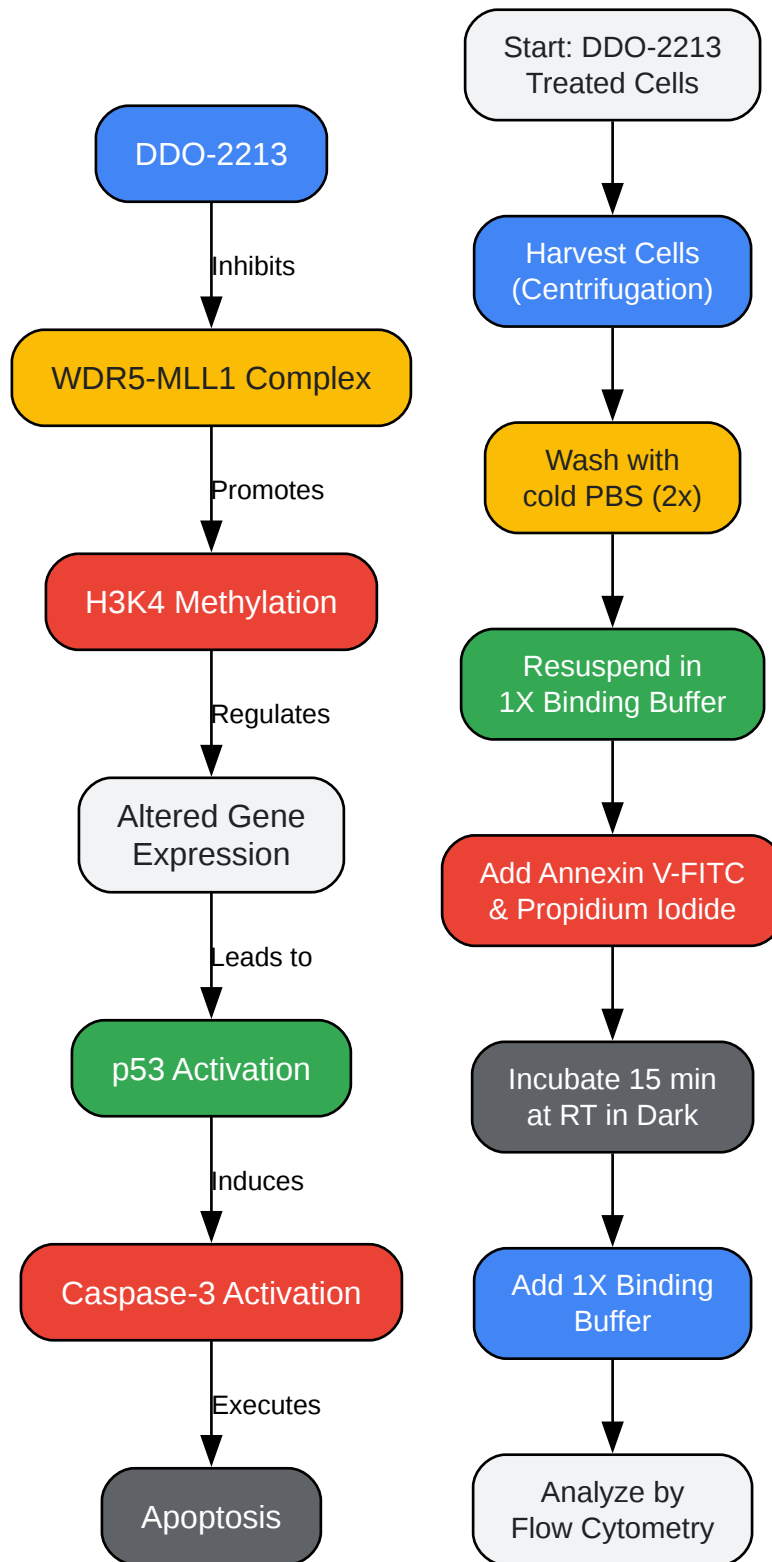 DDO-2213
Inhibits
WDR5-MLL1 Complex
Promotes
H3K4 Methylation
Regulates
Altered Gene
Expression
Leads to
p53 Activation
Induces
Caspase-3 Activation
Executes
Apoptosis
Start: DDO-2213
Treated Cells
Harvest Cells
(Centrifugation)
Wash with
cold PBS (2x)
Resuspend in
1X Binding Buffer
Add Annexin V-FITC
& Propidium Iodide
Incubate 15 min
at RT in Dark
Add 1X Binding
Buffer
Analyze by
Flow Cytometry